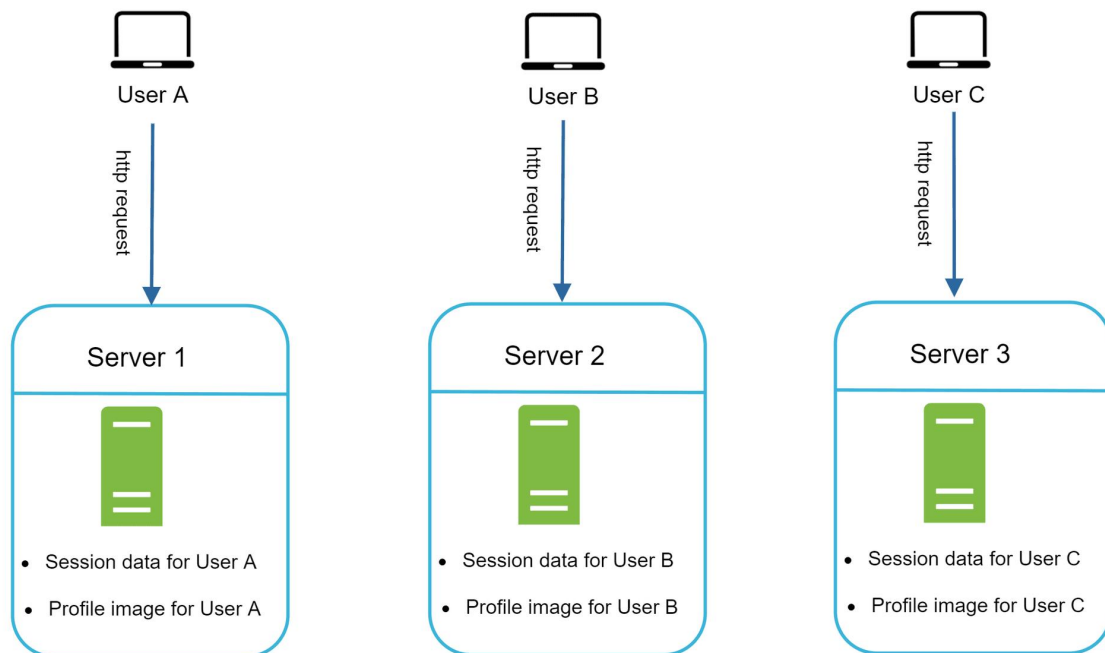 User A
User B
User C
http request
http request
http request
Server 1
Server 2
Server 3
• Session data for User A
• Profile image for User A
• Session data for User B
• Profile image for User B
• Session data for User C
• Profile image for User C